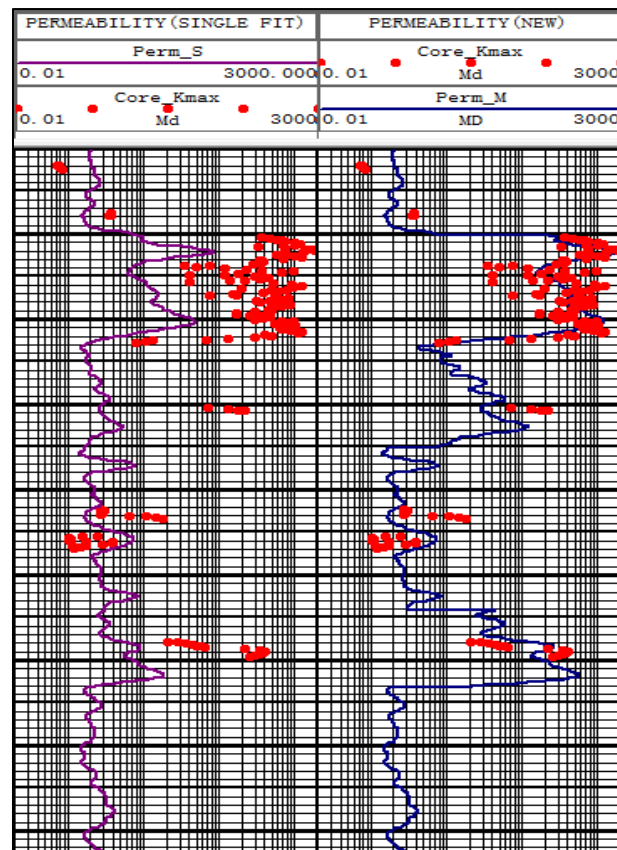 PERMEABILITY(SINGLE FIT) PERMEABILITY(NEW)
Perm_S Core_Kmax
0.01 3000.000 0.01 Md 3000
Core_Kmax Perm_M
0.01 Md 3000 0.01 MD 3000